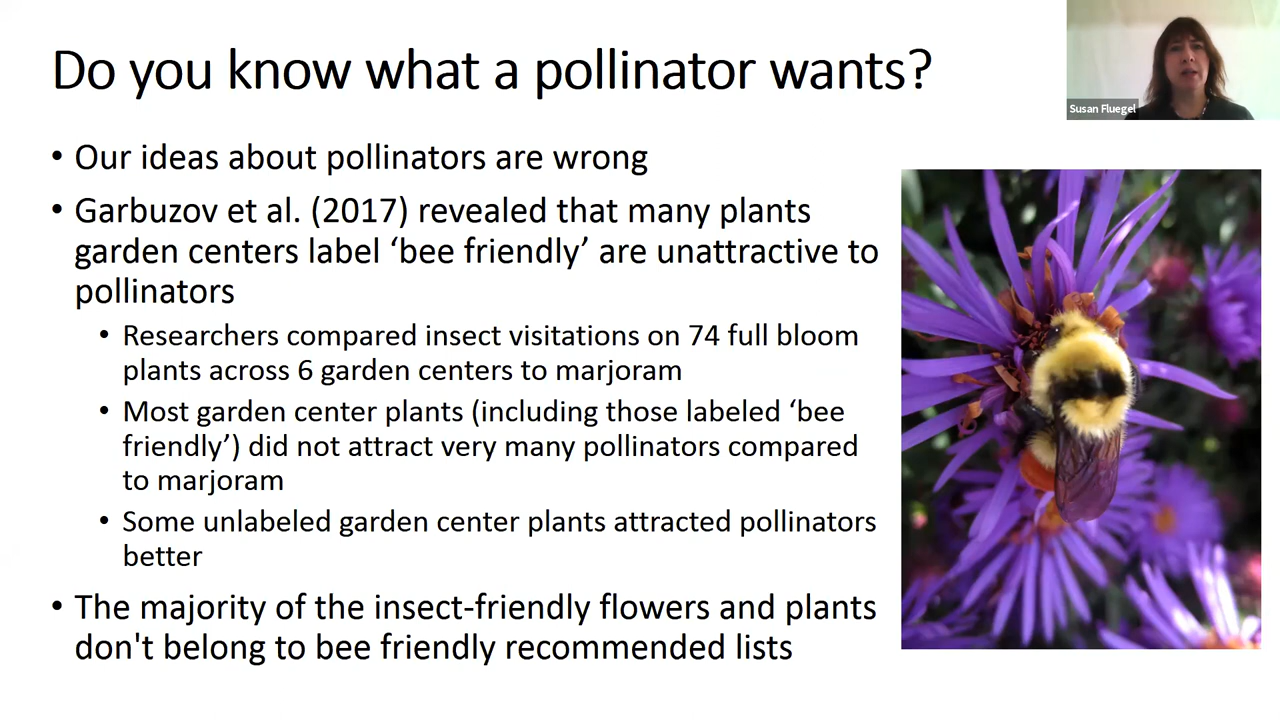 Do you know what a pollinator wants?
Susan Fluegel
• Our ideas about pollinators are wrong
• Garbuzov et al. (2017) revealed that many plants
garden centers label ‘bee friendly’ are unattractive to
pollinators
• Researchers compared insect visitations on 74 full bloom
plants across 6 garden centers to marjoram
• Most garden center plants (including those labeled ‘bee
friendly’) did not attract very many pollinators compared
to marjoram
• Some unlabeled garden center plants attracted pollinators
better
• The majority of the insect-friendly flowers and plants
don't belong to bee friendly recommended lists